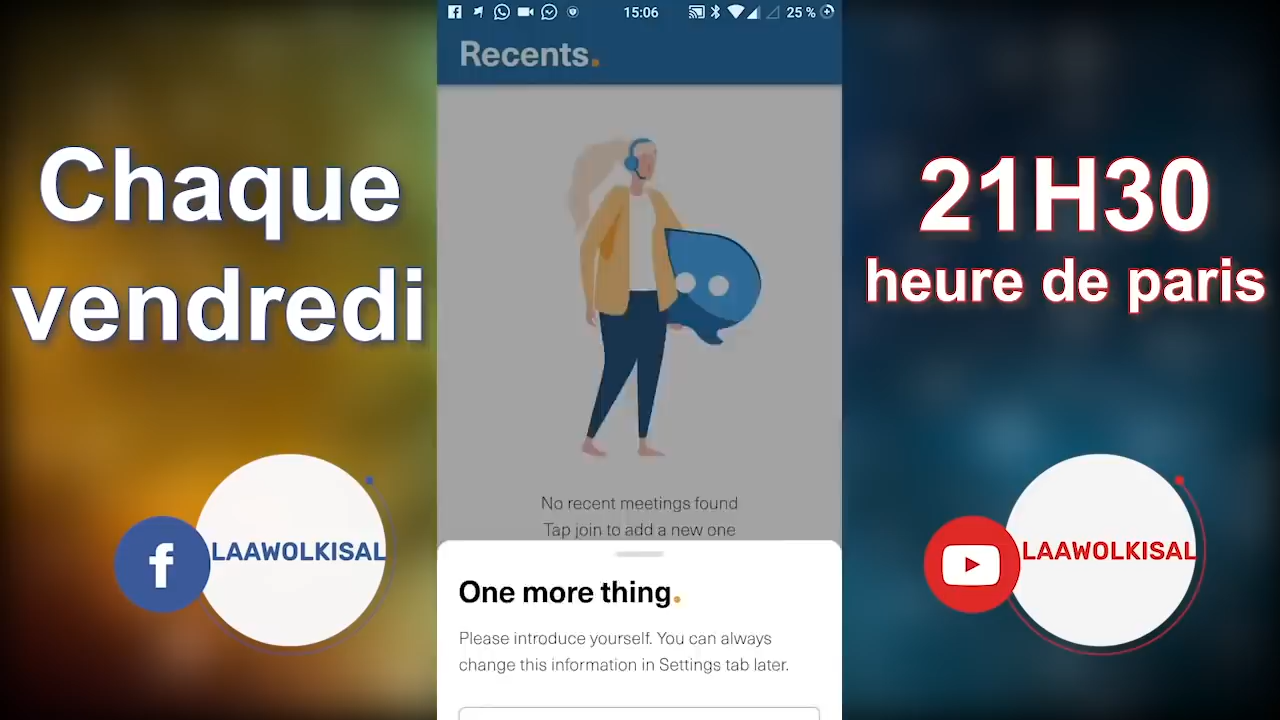 15:06
25 %
Recents.
Chaque
vendredi
21H30
heure de paris
No recent meetings found
Tap join to add a new one
LAAWOLKISAL
LAAWOLKISAL
One more thing.
Please introduce yourself. You can always
change this information in Settings tab later.